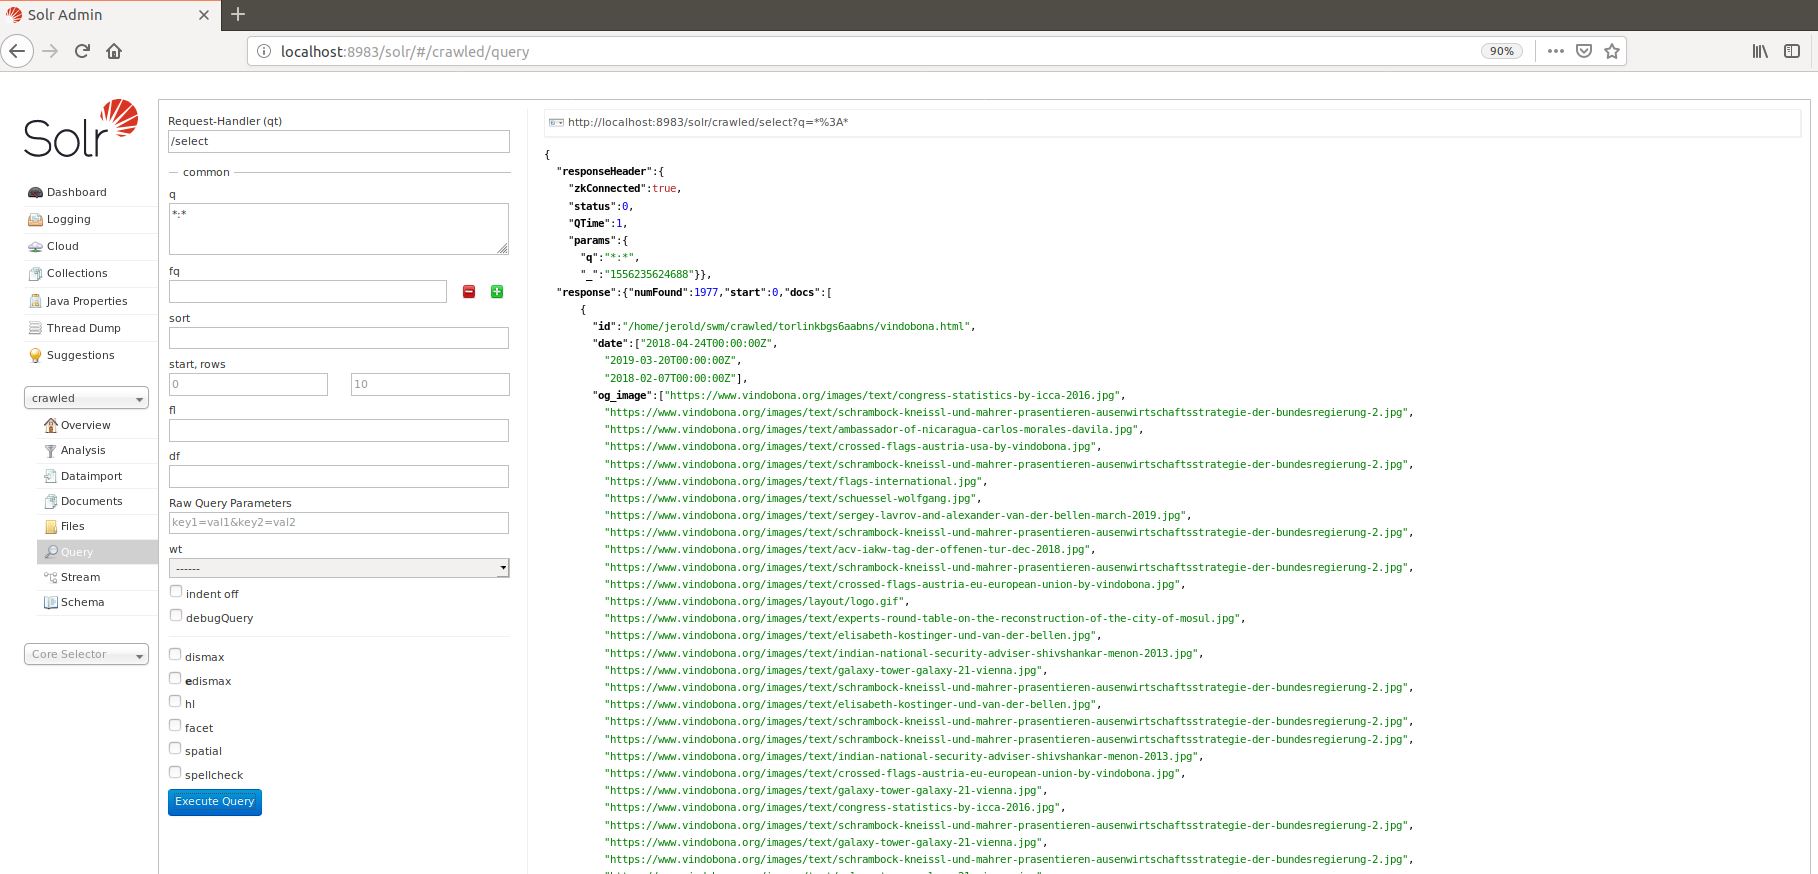 Solr Admin
localhost:8983/solr/#/crawled/query
90%
Solr
Dashboard
Logging
Cloud
Collections
Java Properties
Thread Dump
Suggestions
crawled
Overview
Analysis
Dataimport
Documents
Files
Query
Stream
Schema
Core Selector
Request-Handler (qt)
/select
common
q
*:*
fq
sort
start, rows
0
10
fl
df
Raw Query Parameters
key1=val1&key2=val2
wt
------
indent off
debugQuery
dismax
edismax
hl
facet
spatial
spellcheck
Execute Query
http://localhost:8983/solr/crawled/select?q=*%3A*
{
"responseHeader":{
"zkConnected":true,
"status":0,
"QTime":1,
"params":{
"q":"*:*",
"_":"1556235624688"}},
"response":{"numFound":1977,"start":0,"docs":[
{
"id":"/home/jerold/swm/crawled/torlinkbgs6aabns/vindobona.html",
"date":["2018-04-24T00:00:00Z",
"2019-03-20T00:00:00Z",
"2018-02-07T00:00:00Z"],
"og_image":["https://www.vindobona.org/images/text/congress-statistics-by-icca-2016.jpg",
"https://www.vindobona.org/images/text/schrambock-kneissl-und-mahrer-prasentieren-ausenwirtschaftsstrategie-der-bundesregierung-2.jpg",
"https://www.vindobona.org/images/text/ambassador-of-nicaragua-carlos-morales-davila.jpg",
"https://www.vindobona.org/images/text/crossed-flags-austria-usa-by-vindobona.jpg",
"https://www.vindobona.org/images/text/schrambock-kneissl-und-mahrer-prasentieren-ausenwirtschaftsstrategie-der-bundesregierung-2.jpg",
"https://www.vindobona.org/images/text/flags-international.jpg",
"https://www.vindobona.org/images/text/schuessel-wolfgang.jpg",
"https://www.vindobona.org/images/text/sergey-lavrov-and-alexander-van-der-bellen-march-2019.jpg",
"https://www.vindobona.org/images/text/schrambock-kneissl-und-mahrer-prasentieren-ausenwirtschaftsstrategie-der-bundesregierung-2.jpg",
"https://www.vindobona.org/images/text/acv-iakw-tag-der-offenen-tur-dec-2018.jpg",
"https://www.vindobona.org/images/text/schrambock-kneissl-und-mahrer-prasentieren-ausenwirtschaftsstrategie-der-bundesregierung-2.jpg",
"https://www.vindobona.org/images/text/crossed-flags-austria-eu-european-union-by-vindobona.jpg",
"https://www.vindobona.org/images/layout/logo.gif",
"https://www.vindobona.org/images/text/experts-round-table-on-the-reconstruction-of-the-city-of-mosul.jpg",
"https://www.vindobona.org/images/text/elisabeth-kostinger-und-van-der-bellen.jpg",
"https://www.vindobona.org/images/text/indian-national-security-adviser-shivshankar-menon-2013.jpg",
"https://www.vindobona.org/images/text/galaxy-tower-galaxy-21-vienna.jpg",
"https://www.vindobona.org/images/text/schrambock-kneissl-und-mahrer-prasentieren-ausenwirtschaftsstrategie-der-bundesregierung-2.jpg",
"https://www.vindobona.org/images/text/elisabeth-kostinger-und-van-der-bellen.jpg",
"https://www.vindobona.org/images/text/schrambock-kneissl-und-mahrer-prasentieren-ausenwirtschaftsstrategie-der-bundesregierung-2.jpg",
"https://www.vindobona.org/images/text/schrambock-kneissl-und-mahrer-prasentieren-ausenwirtschaftsstrategie-der-bundesregierung-2.jpg",
"https://www.vindobona.org/images/text/indian-national-security-adviser-shivshankar-menon-2013.jpg",
"https://www.vindobona.org/images/text/crossed-flags-austria-eu-european-union-by-vindobona.jpg",
"https://www.vindobona.org/images/text/galaxy-tower-galaxy-21-vienna.jpg",
"https://www.vindobona.org/images/text/congress-statistics-by-icca-2016.jpg",
"https://www.vindobona.org/images/text/schrambock-kneissl-und-mahrer-prasentieren-ausenwirtschaftsstrategie-der-bundesregierung-2.jpg",
"https://www.vindobona.org/images/text/galaxy-tower-galaxy-21-vienna.jpg",
"https://www.vindobona.org/images/text/schrambock-kneissl-und-mahrer-prasentieren-ausenwirtschaftsstrategie-der-bundesregierung-2.jpg",